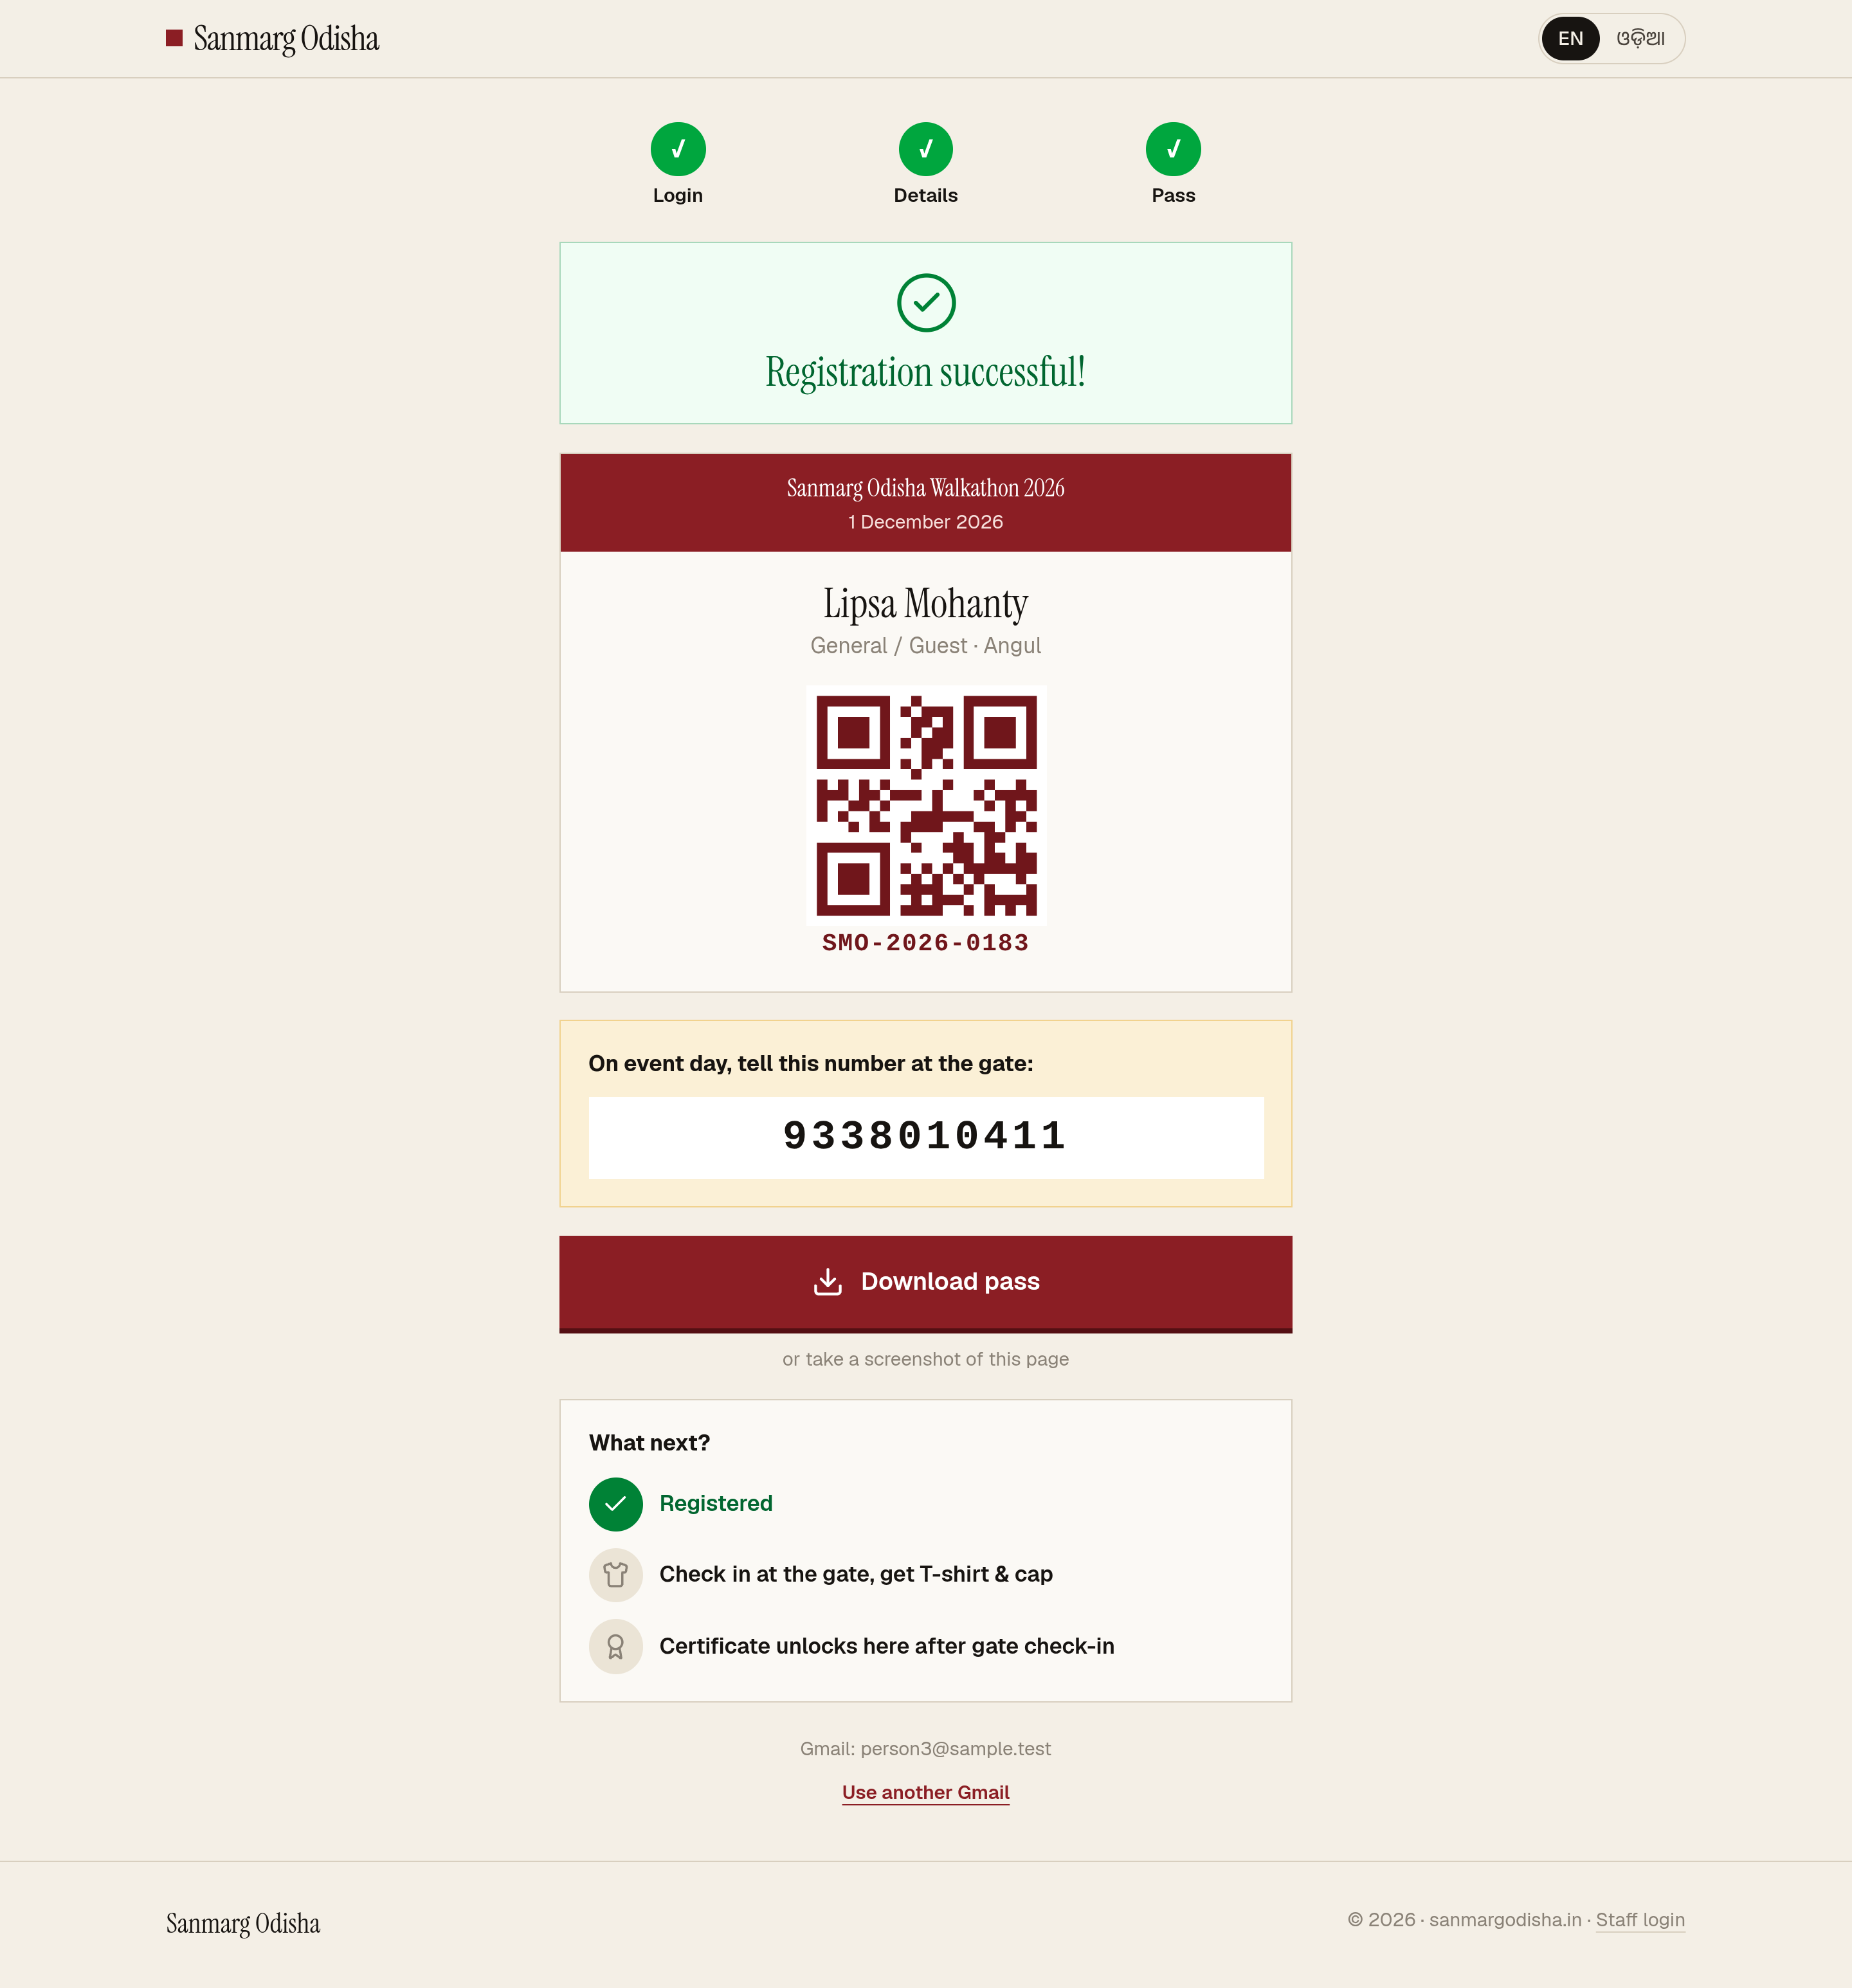 Sanmarg Odisha
EN ଓଡ଼ିଆ
Login
Details
Pass
Registration successful!
Sanmarg Odisha Walkathon 2026
1 December 2026
Lipsa Mohanty
General / Guest · Angul
SMO-2026-0183
On event day, tell this number at the gate:
9338010411
Download pass
or take a screenshot of this page
What next?
Registered
Check in at the gate, get T-shirt & cap
Certificate unlocks here after gate check-in
Gmail: person3@sample.test
Use another Gmail
Sanmarg Odisha
© 2026 · sanmargodisha.in · Staff login